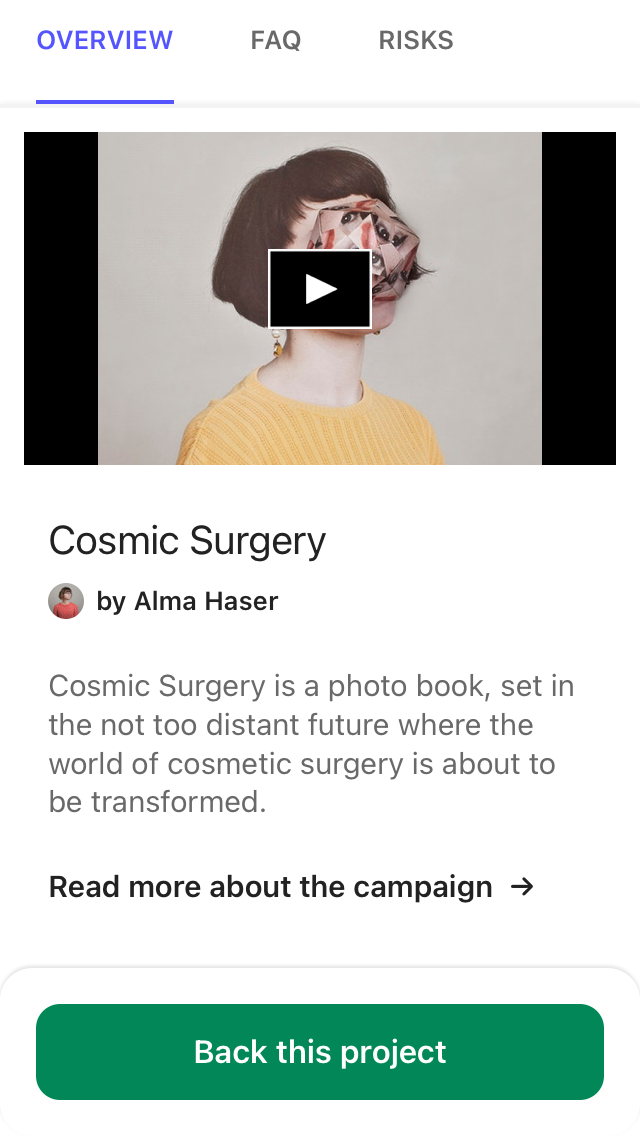 OVERVIEW FAQ RISKS
Cosmic Surgery
by Alma Haser
Cosmic Surgery is a photo book, set in
the not too distant future where the
world of cosmetic surgery is about to
be transformed.
Read more about the campaign →
Back this project